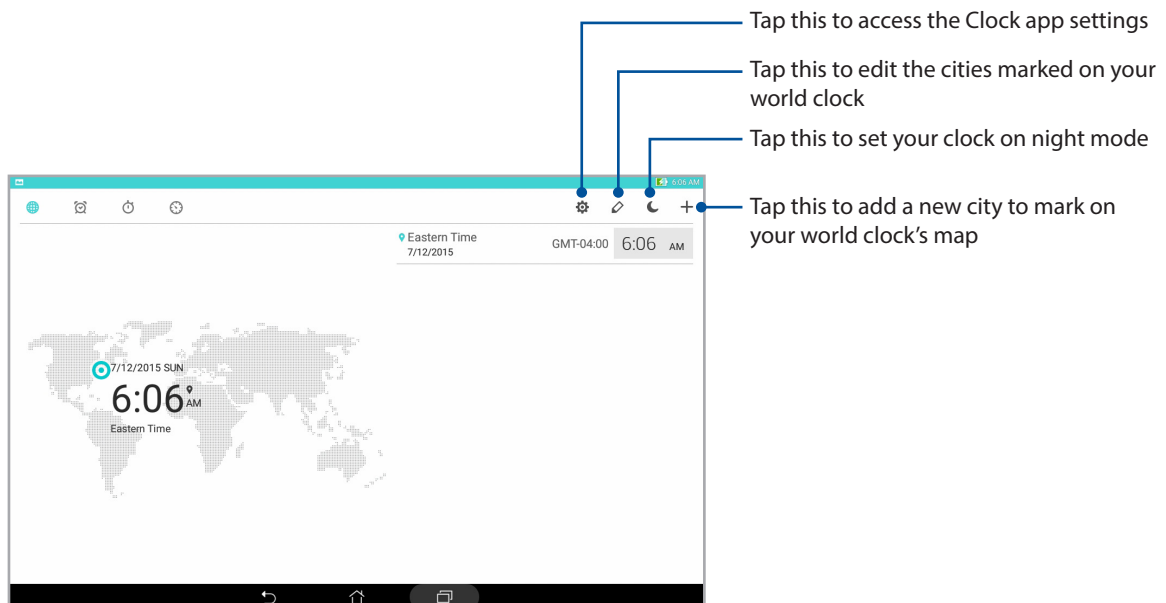 Tap this to access the Clock app settings
Tap this to edit the cities marked on your
world clock
Tap this to set your clock on night mode
Tap this to add a new city to mark on
your world clock’s map
6:06 AM
Eastern Time
7/12/2015
GMT-04:00
6:06 AM
7/12/2015 SUN
6:06 AM
Eastern Time